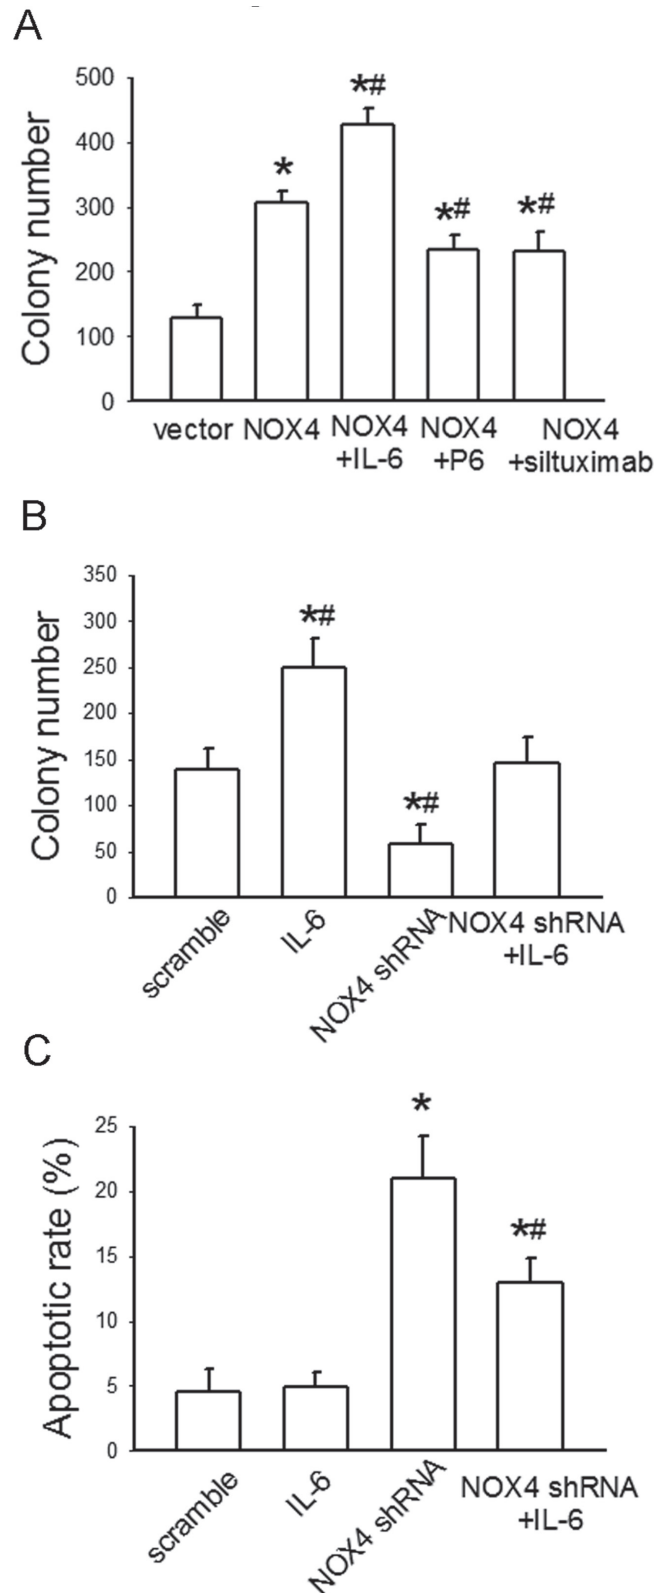 A
Colony number
500
400
300
200
100
0
*
*#
*#
*#
vector NOX4 NOX4 NOX4 NOX4
+IL-6 +P6 +siltuximab
B
Colony number
350
300
250
200
150
100
50
0
*#
*#
scramble
IL-6
NOX4 shRNA
NOX4 shRNA
+IL-6
C
Apoptotic rate (%)
25
20
15
10
5
0
*
*#
scramble
IL-6
NOX4 shRNA
NOX4 shRNA
+IL-6